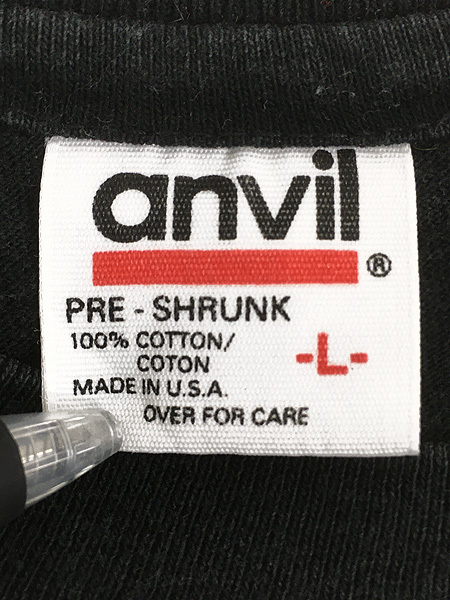 anvil
®
PRE - SHRUNK
100% COTTON/
COTON
-L-
MADE IN U.S.A.
OVER FOR CARE